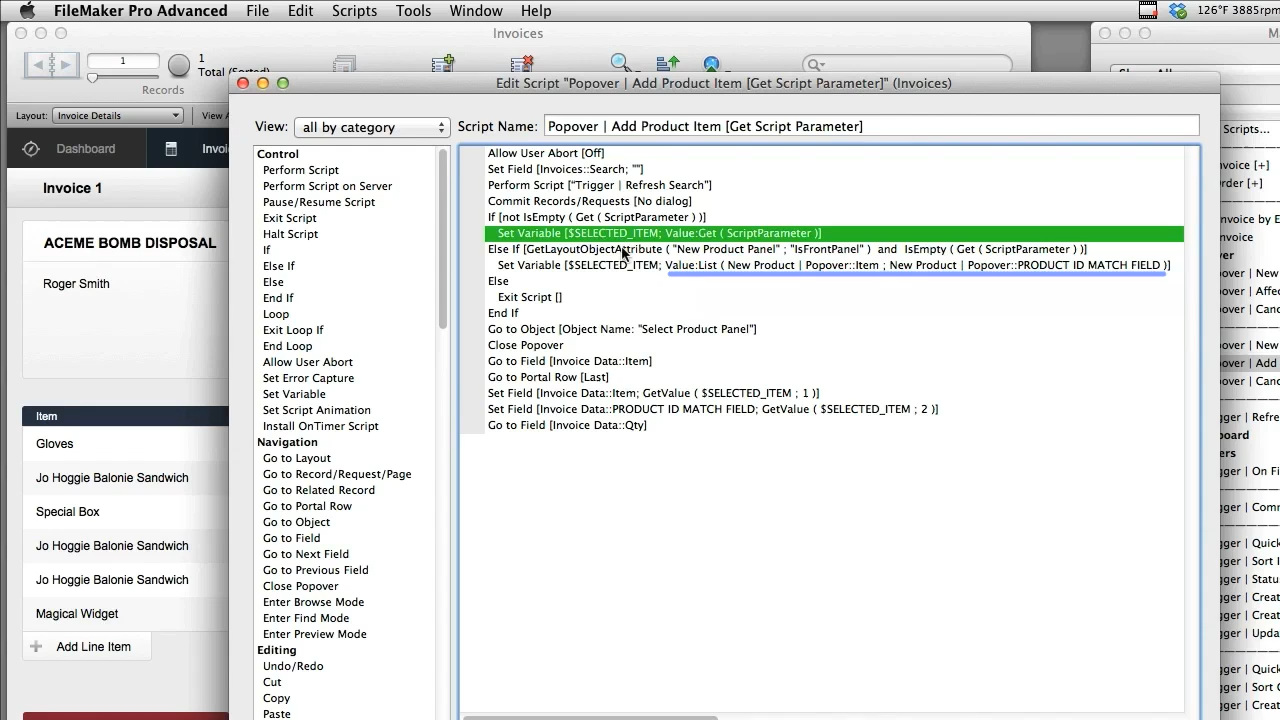 FileMaker Pro Advanced File Edit Scripts Tools Window Help 126°F 3885rpm
Invoices
1
1
Total (Sorted)
Records
Layout: Invoice Details View
Dashboard
Invoice 1
ACEME BOMB DISPOSAL
Roger Smith
Item
Gloves
Jo Hoggie Balonie Sandwich
Special Box
Jo Hoggie Balonie Sandwich
Jo Hoggie Balonie Sandwich
Magical Widget
Add Line Item
Edit Script "Popover | Add Product Item [Get Script Parameter]" (Invoices)
View: all by category
Script Name: Popover | Add Product Item [Get Script Parameter]
Control
Perform Script
Perform Script on Server
Pause/Resume Script
Exit Script
Halt Script
If
Else If
Else
End If
Loop
Exit Loop If
End Loop
Allow User Abort
Set Error Capture
Set Variable
Set Script Animation
Install OnTimer Script
Navigation
Go to Layout
Go to Record/Request/Page
Go to Related Record
Go to Portal Row
Go to Object
Go to Field
Go to Next Field
Go to Previous Field
Close Popover
Enter Browse Mode
Enter Find Mode
Enter Preview Mode
Editing
Undo/Redo
Cut
Copy
Paste
Allow User Abort [Off]
Set Field [Invoices::Search; ""]
Perform Script ["Trigger | Refresh Search"]
Commit Records/Requests [No dialog]
If [not IsEmpty ( Get ( ScriptParameter ) )]
Set Variable [$SELECTED_ITEM; Value:Get ( ScriptParameter )]
Else If [GetLayoutObjectAttribute ( "New Product Panel" ; "IsFrontPanel" ) and IsEmpty ( Get ( ScriptParameter ) )]
Set Variable [$SELECTED_ITEM; Value:List ( New Product | Popover::Item ; New Product | Popover::PRODUCT ID MATCH FIELD )]
Else
Exit Script []
End If
Go to Object [Object Name: "Select Product Panel"]
Close Popover
Go to Field [Invoice Data::Item]
Go to Portal Row [Last]
Set Field [Invoice Data::Item; GetValue ( $SELECTED_ITEM ; 1 )]
Set Field [Invoice Data::PRODUCT ID MATCH FIELD; GetValue ( $SELECTED_ITEM ; 2 )]
Go to Field [Invoice Data::Qty]
Scripts...